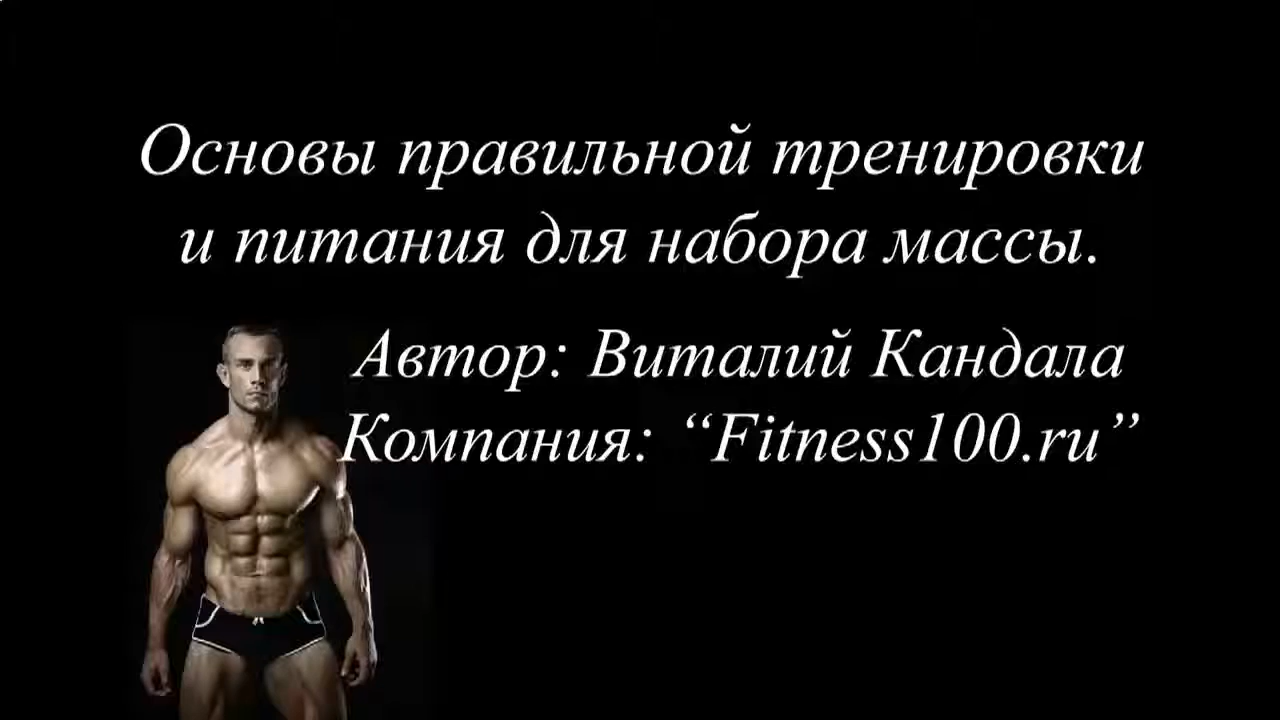 Основы правильной тренировки
и питания для набора массы.
Автор: Виталий Кандала
Компания: “Fitness100.ru”